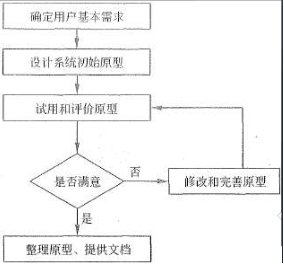 确定用户基本需求
设计系统初始原型
试用和评价原型
是否满意
否
修改和完善原型
是
整理原型、提供文档